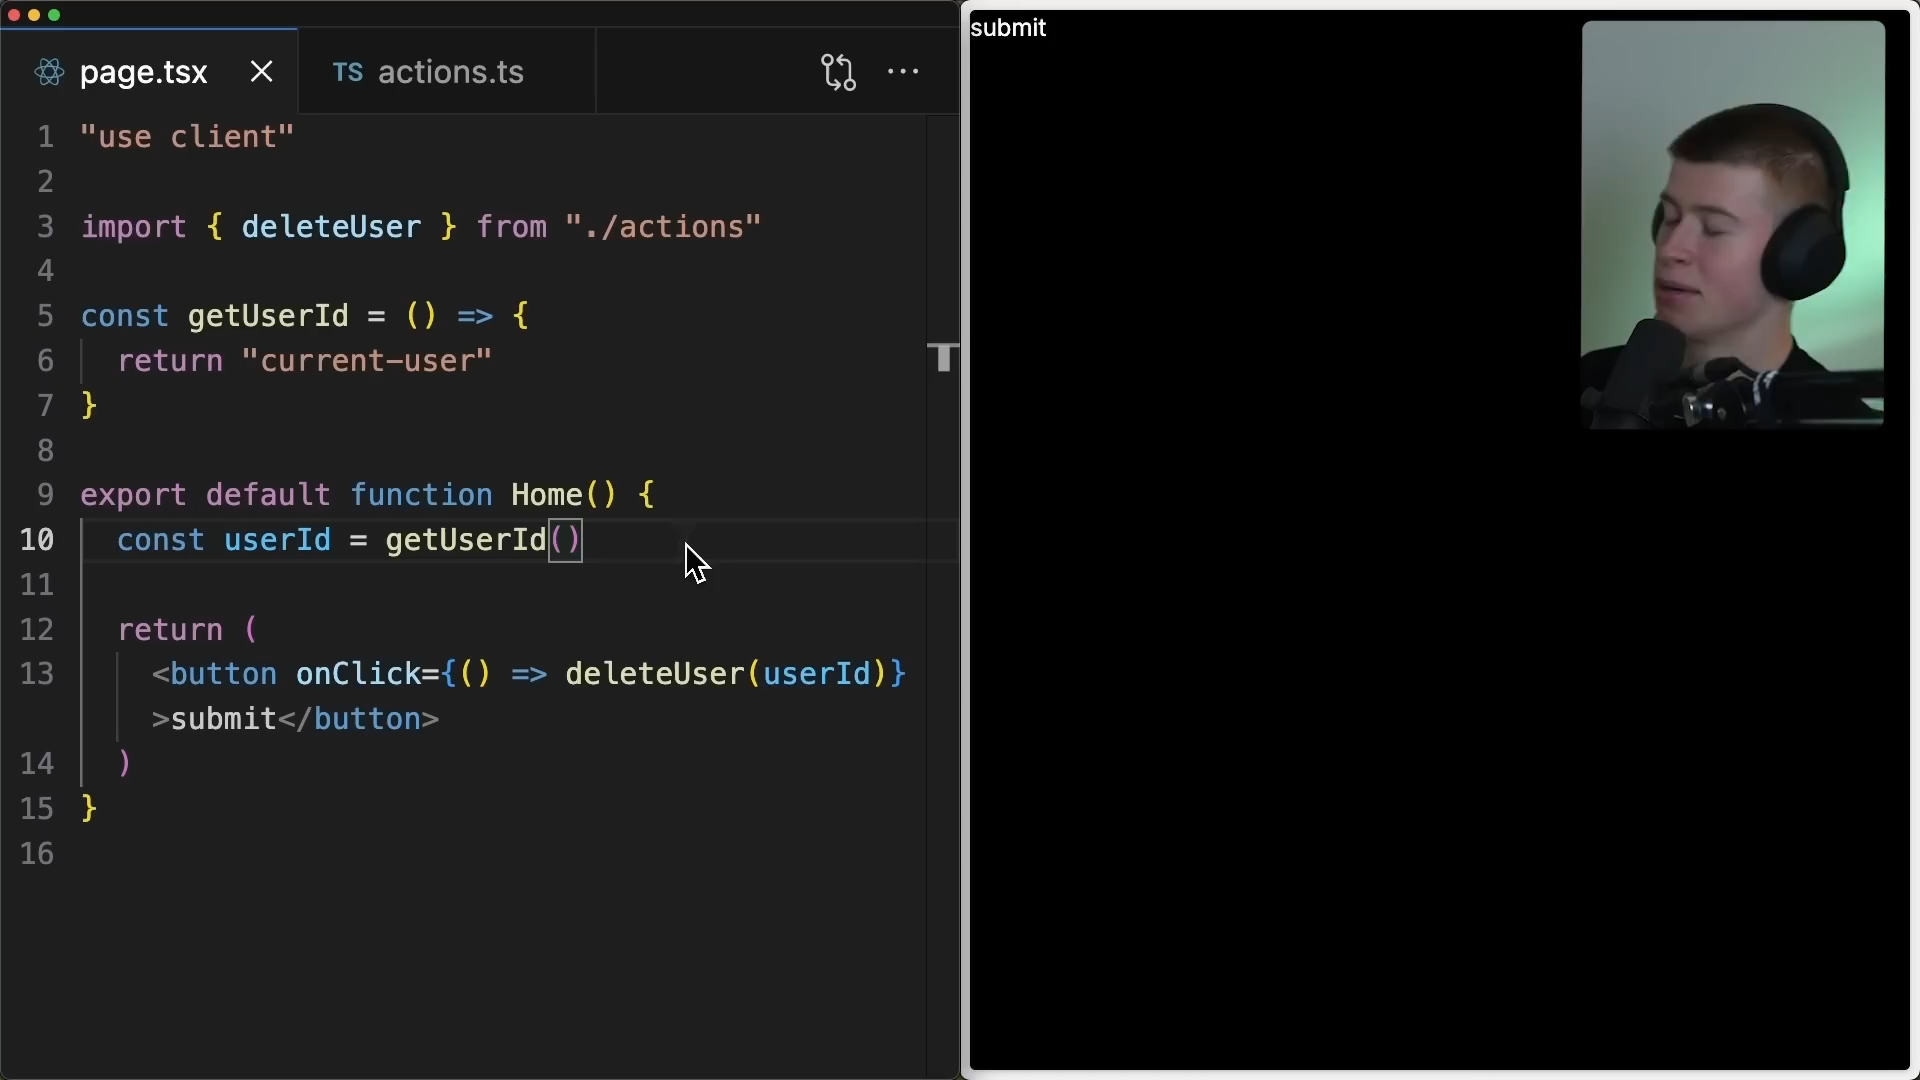 page.tsx
TS actions.ts
1 "use client"
2
3 import { deleteUser } from "./actions"
4
5 const getUserId = () => {
6 return "current-user"
7 }
8
9 export default function Home() {
10 const userId = getUserId()
11
12 return (
13 <button onClick={() => deleteUser(userId)}
>submit</button>
14 )
15 }
16
submit